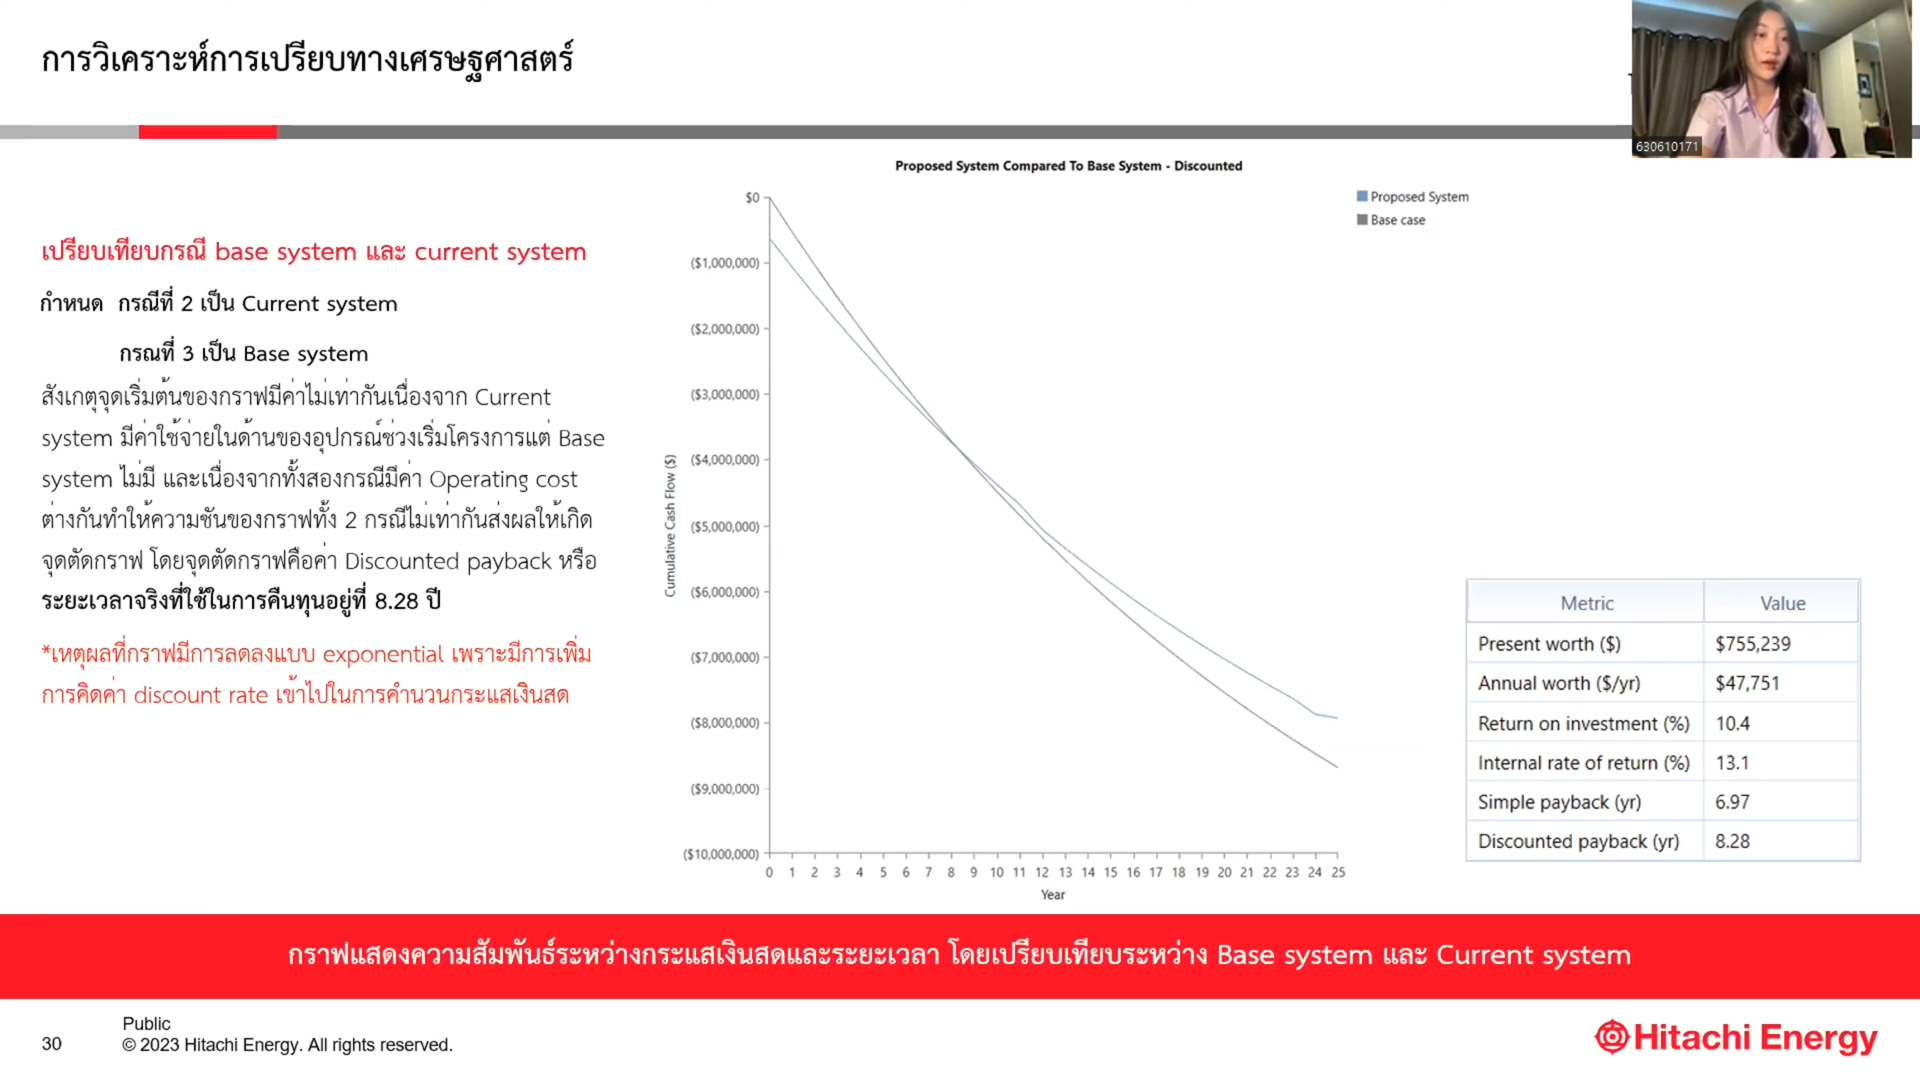 การวิเคราะห์การเปรียบทางเศรษฐศาสตร์
630610171
เปรียบเทียบกรณี base system และ current system
กำหนด กรณีที่ 2 เป็น Current system
กรณที่ 3 เป็น Base system
สังเกตุจุดเริ่มต้นของกราฟมีค่าไม่เท่ากันเนื่องจาก Current
system มีค่าใช้จ่ายในด้านของอุปกรณ์ช่วงเริ่มโครงการแต่ Base
system ไม่มี และเนื่องจากทั้งสองกรณีมีค่า Operating cost
ต่างกันทำให้ความชันของกราฟทั้ง 2 กรณีไม่เท่ากันส่งผลให้เกิด
จุดตัดกราฟ โดยจุดตัดกราฟคือค่า Discounted payback หรือ
ระยะเวลาจริงที่ใช้ในการคืนทุนอยู่ที่ 8.28 ปี
*เหตุผลที่กราฟมีการลดลงแบบ exponential เพราะมีการเพิ่ม
การคิดค่า discount rate เข้าไปในการคำนวนกระแสเงินสด
Proposed System Compared To Base System - Discounted
Proposed System
Base case
Cumulative Cash Flow ($)
$0
($1,000,000)
($2,000,000)
($3,000,000)
($4,000,000)
($5,000,000)
($6,000,000)
($7,000,000)
($8,000,000)
($9,000,000)
($10,000,000)
0 1 2 3 4 5 6 7 8 9 10 11 12 13 14 15 16 17 18 19 20 21 22 23 24 25
Year
Metric Value
Present worth ($) $755,239
Annual worth ($/yr) $47,751
Return on investment (%) 10.4
Internal rate of return (%) 13.1
Simple payback (yr) 6.97
Discounted payback (yr) 8.28
กราฟแสดงความสัมพันธ์ระหว่างกระแสเงินสดและระยะเวลา โดยเปรียบเทียบระหว่าง Base system และ Current system
30
Public
© 2023 Hitachi Energy. All rights reserved.
Hitachi Energy